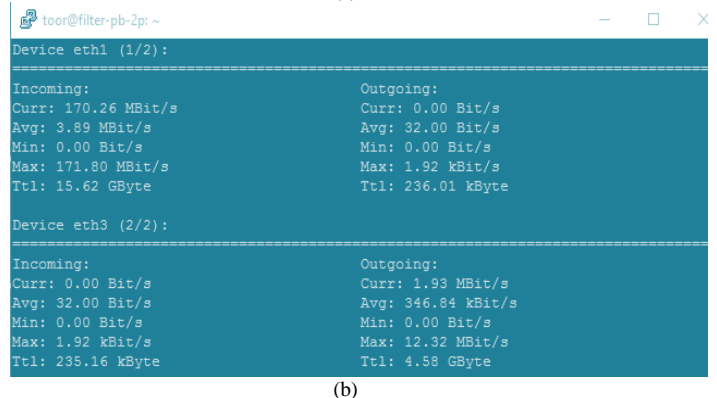 toor@filter-pb-2p: ~
Device eth1 (1/2):
Incoming:
Curr: 170.26 MBit/s
Avg: 3.89 MBit/s
Min: 0.00 Bit/s
Max: 171.80 MBit/s
Ttl: 15.62 GByte
Outgoing:
Curr: 0.00 Bit/s
Avg: 32.00 Bit/s
Min: 0.00 Bit/s
Max: 1.92 kBit/s
Ttl: 236.01 kByte
Device eth3 (2/2):
Incoming:
Curr: 0.00 Bit/s
Avg: 32.00 Bit/s
Min: 0.00 Bit/s
Max: 1.92 kBit/s
Ttl: 235.16 kByte
Outgoing:
Curr: 1.93 MBit/s
Avg: 346.84 kBit/s
Min: 0.00 Bit/s
Max: 12.32 MBit/s
Ttl: 4.58 GByte
(b)